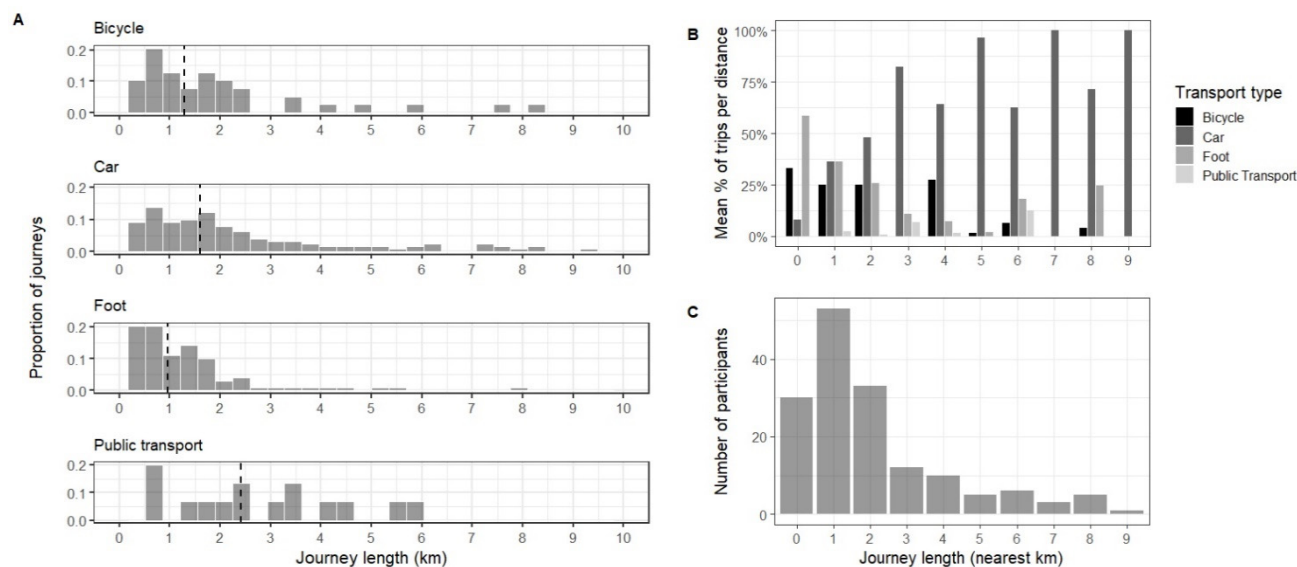 A
Bicycle
0.2
0.1
0.0
0 1 2 3 4 5 6 7 8 9 10
Car
0.2
0.1
0.0
0 1 2 3 4 5 6 7 8 9 10
Foot
0.2
0.1
0.0
0 1 2 3 4 5 6 7 8 9 10
Public transport
0.2
0.1
0.0
0 1 2 3 4 5 6 7 8 9 10
Proportion of journeys
Journey length (km)
B
100%
75%
50%
25%
0%
0 1 2 3 4 5 6 7 8 9
Mean % of trips per distance
Transport type
Bicycle
Car
Foot
Public Transport
C
40
20
0
0 1 2 3 4 5 6 7 8 9
Number of participants
Journey length (nearest km)